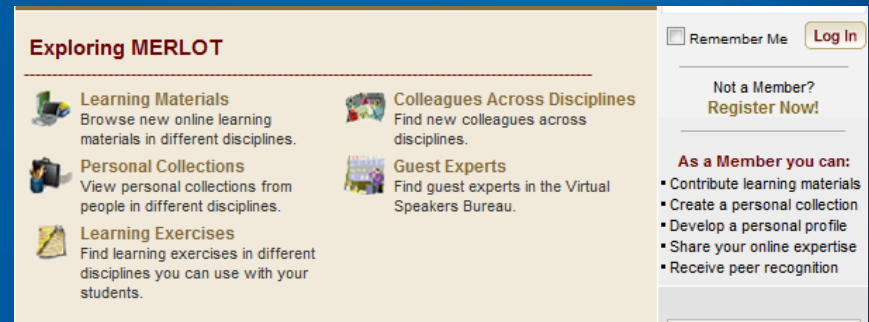 Exploring MERLOT
Learning Materials
Browse new online learning
materials in different disciplines.
Personal Collections
View personal collections from
people in different disciplines.
Learning Exercises
Find learning exercises in different
disciplines you can use with your
students.
Colleagues Across Disciplines
Find new colleagues across
disciplines.
Guest Experts
Find guest experts in the Virtual
Speakers Bureau.
Remember Me
Log In
Not a Member?
Register Now!
As a Member you can:
▪ Contribute learning materials
▪ Create a personal collection
▪ Develop a personal profile
▪ Share your online expertise
▪ Receive peer recognition